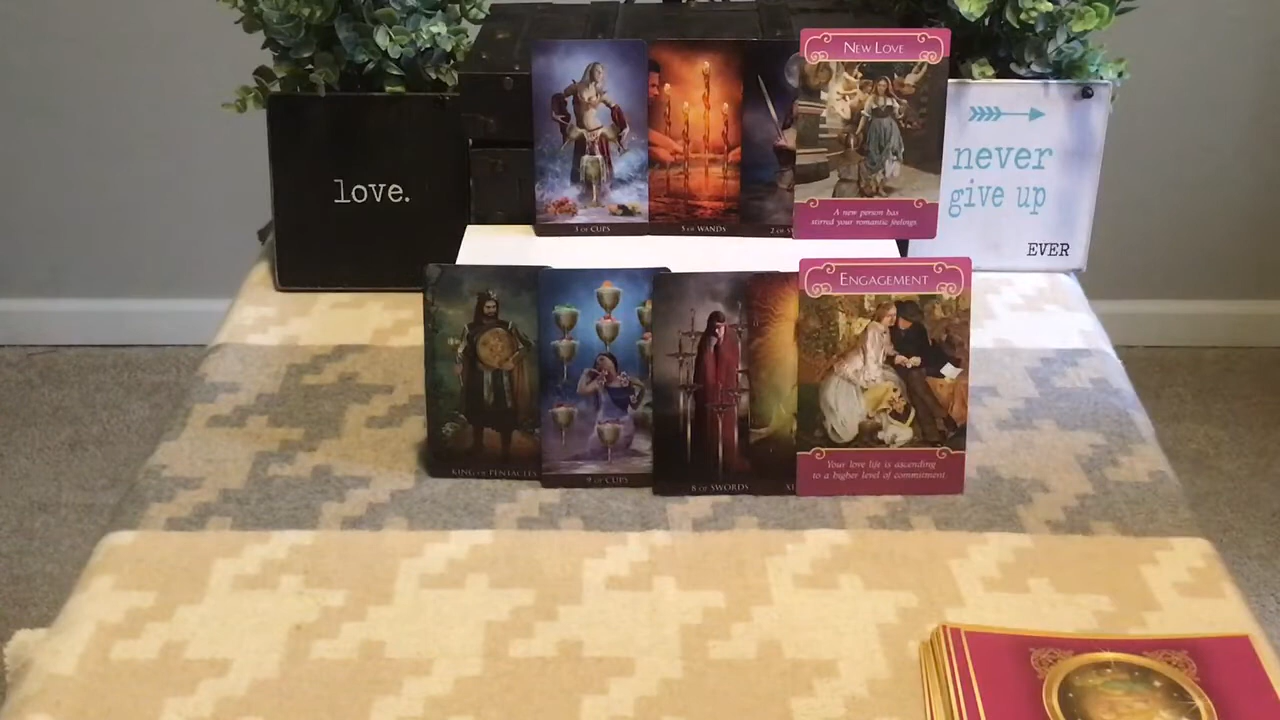 love.
never
give up
EVER
3 OF CUPS
5 OF WANDS
2 OF
NEW LOVE
A new person has
stirred your romantic feelings.
KING OF PENTACLES
9 OF CUPS
8 OF SWORDS
ENGAGEMENT
Your love life is ascending
to a higher level of commitment